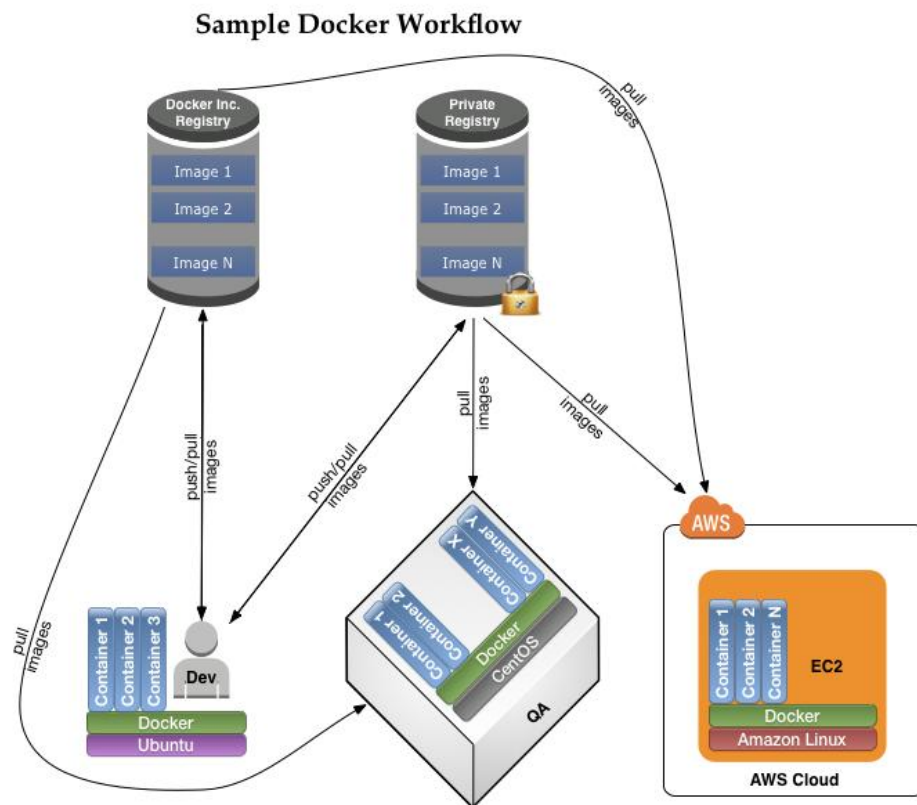 Sample Docker Workflow
Docker Inc.
Registry
Image 1
Image 2
Image N
Private
Registry
Image 1
Image 2
Image N
pull
images
push/pull
images
push/pull
images
pull
images
pull
images
pull
images
Container 1
Container 2
Container 3
Dev
Docker
Ubuntu
Container 1
Container 2
Container X
Container Y
Docker
CentOS
QA
AWS
Container 1
Container 2
Container N
EC2
Docker
Amazon Linux
AWS Cloud